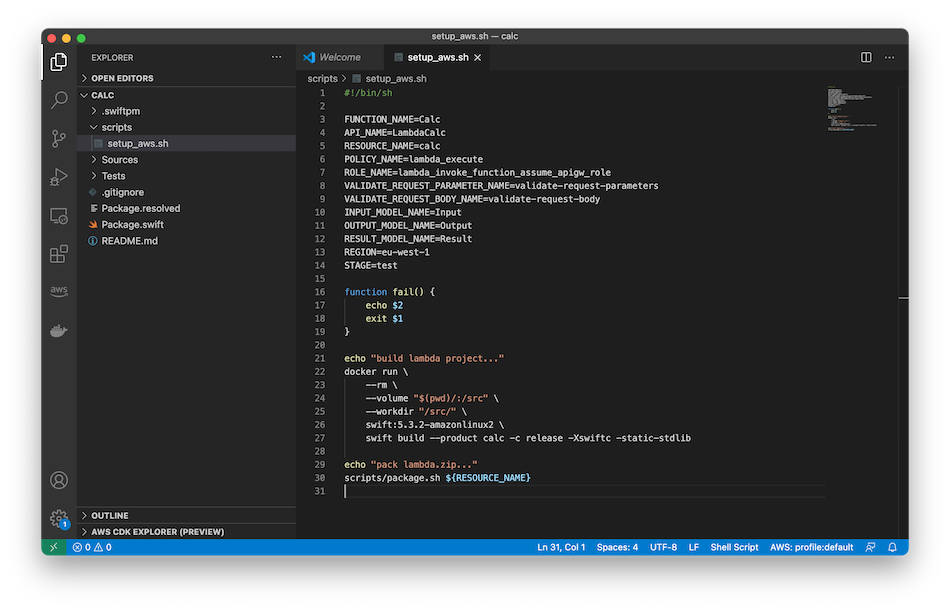 setup_aws.sh — calc
EXPLORER
OPEN EDITORS
CALC
.swiftpm
scripts
setup_aws.sh
Sources
Tests
.gitignore
Package.resolved
Package.swift
README.md
OUTLINE
AWS CDK EXPLORER (PREVIEW)
aws
1
Welcome
setup_aws.sh
scripts > setup_aws.sh
1 #!/bin/sh
2
3 FUNCTION_NAME=Calc
4 API_NAME=LambdaCalc
5 RESOURCE_NAME=calc
6 POLICY_NAME=lambda_execute
7 ROLE_NAME=lambda_invoke_function_assume_apigw_role
8 VALIDATE_REQUEST_PARAMETER_NAME=validate-request-parameters
9 VALIDATE_REQUEST_BODY_NAME=validate-request-body
10 INPUT_MODEL_NAME=Input
11 OUTPUT_MODEL_NAME=Output
12 RESULT_MODEL_NAME=Result
13 REGION=eu-west-1
14 STAGE=test
15
16 function fail() {
17     echo $2
18     exit $1
19 }
20
21 echo "build lambda project..."
22 docker run \
23     --rm \
24     --volume "$(pwd)/:/src" \
25     --workdir "/src/" \
26     swift:5.3.2-amazonlinux2 \
27     swift build --product calc -c release -Xswiftc -static-stdlib
28
29 echo "pack lambda.zip..."
30 scripts/package.sh ${RESOURCE_NAME}
31
0 0 Ln 31, Col 1 Spaces: 4 UTF-8 LF Shell Script AWS: profile:default